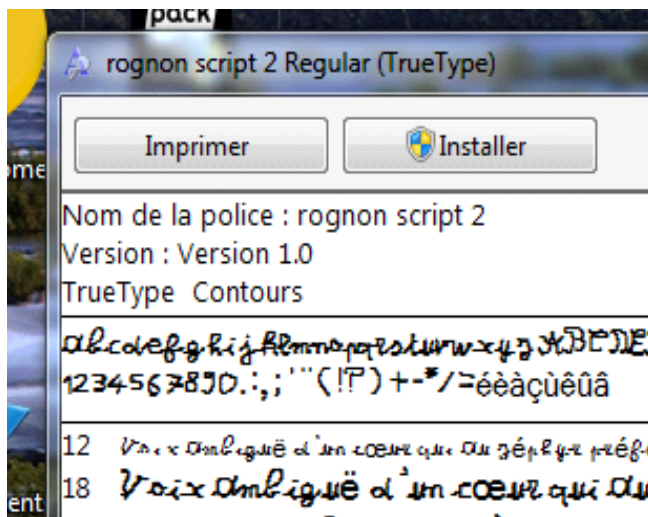 pack
rognon script 2 Regular (TrueType)
Imprimer
Installer
Nom de la police : rognon script 2
Version : Version 1.0
TrueType Contours
abcdefghijklmnopqrstuvwxyzABCDE
1234567890.:,;'"(!?)+-*/=éèàçùêûâ
12 Voix ambiguë d'un cœur qui au zéphyr préfè
18 Voix ambiguë d'un cœur qui au